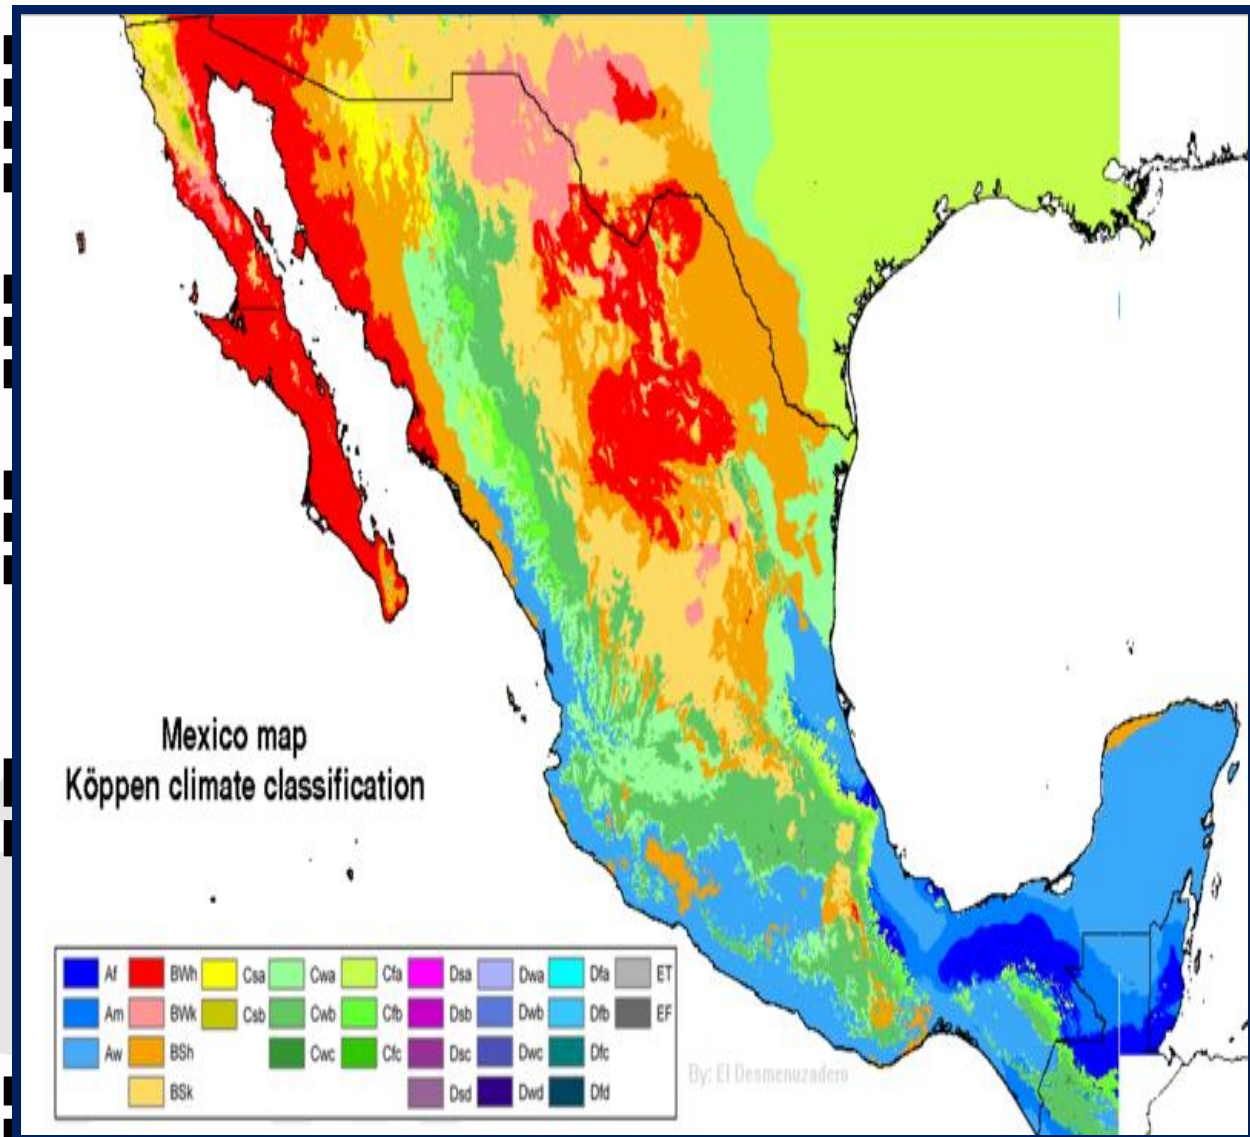 Mexico map
Köppen climate classification
Af BWh Csa Cwa Cfa Dsa Dwa Dfa ET
Am BWk Csb Cwb Cfb Dsb Dwb Dfb EF
Aw BSh Cwc Cfc Dsc Dwc Dfc
BSk Dsd Dwd Dfd
By: El Desmenuzadero